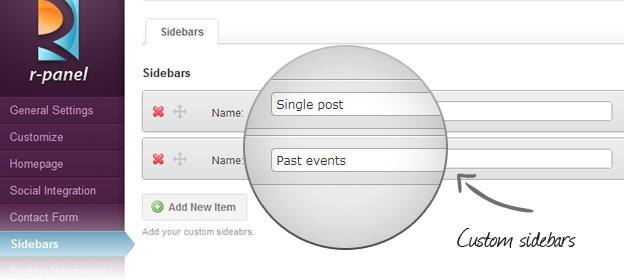 r-panel
General Settings
Customize
Homepage
Social Integration
Contact Form
Sidebars
System Information
Sidebars
Sidebars
Name: Single post
Name: Past events
Add New Item
Add your custom sideabrs.
Custom sidebars